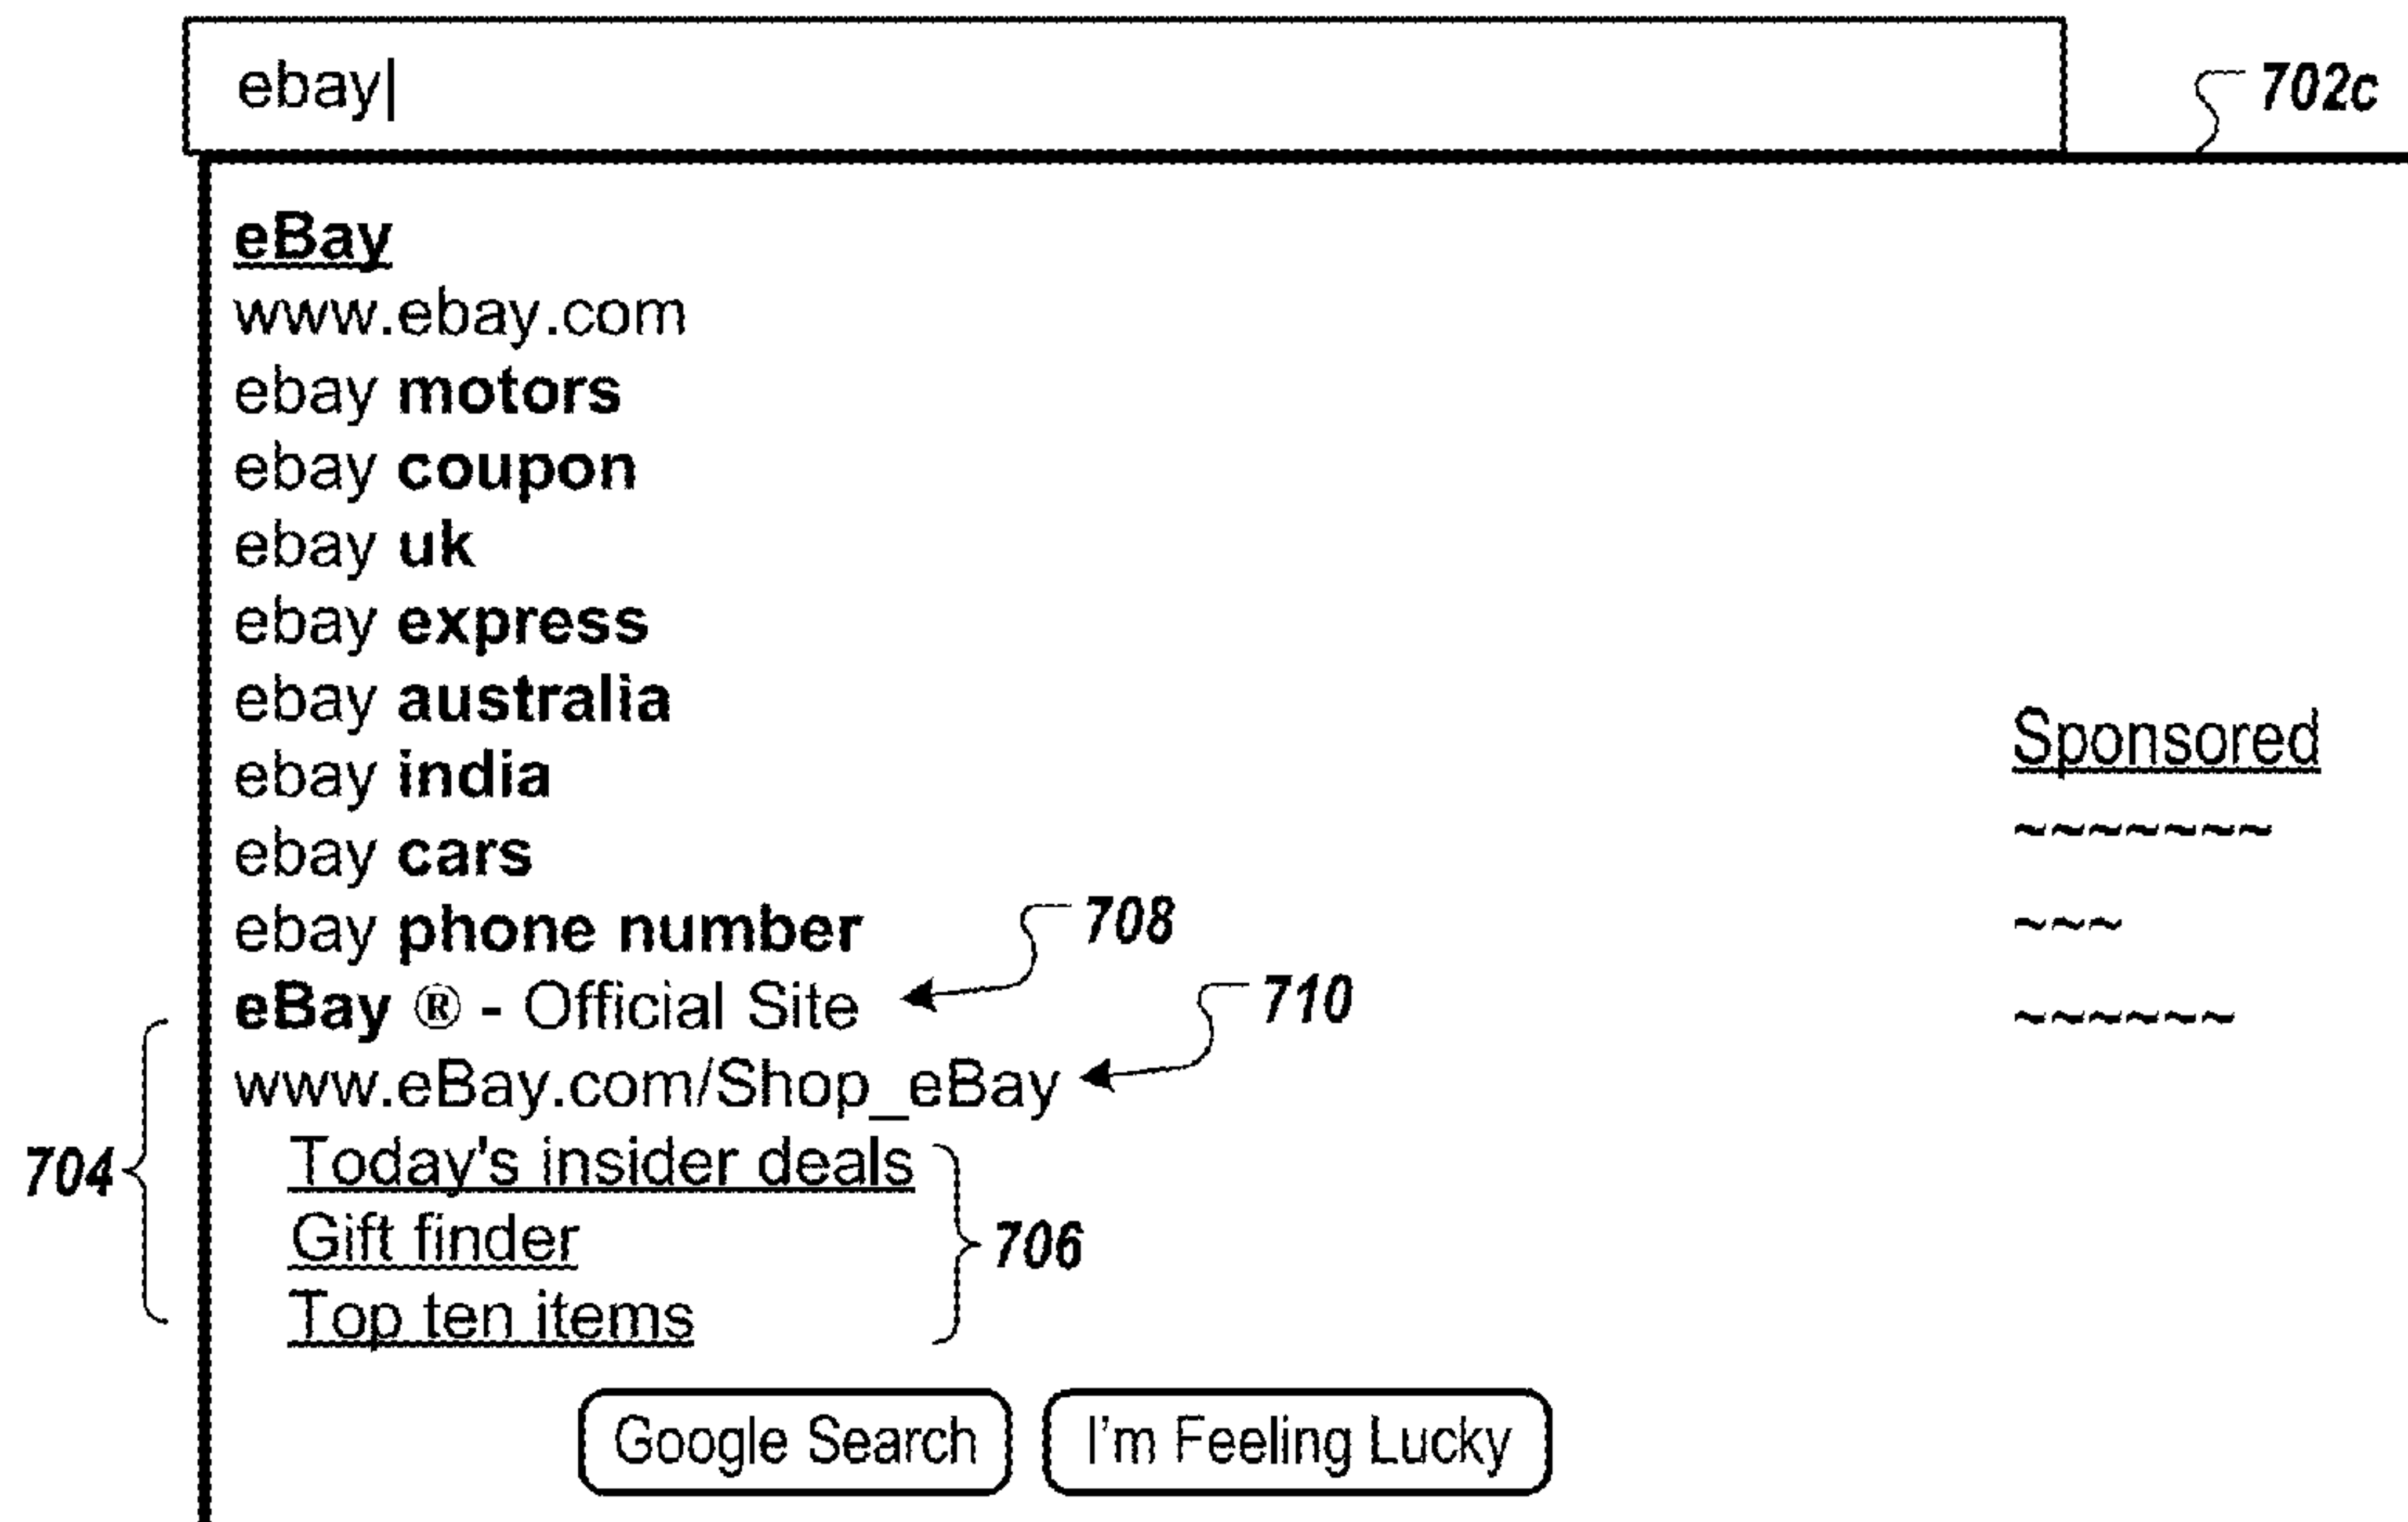 ebay|
702c
eBay
www.ebay.com
ebay motors
ebay coupon
ebay uk
ebay express
ebay australia
ebay india
ebay cars
ebay phone number
708
eBay ® - Official Site
710
www.eBay.com/Shop_eBay
704
Today's insider deals
Gift finder
706
Top ten items
Google Search
I'm Feeling Lucky
Sponsored
~~~~~~~
~~~
~~~~~~